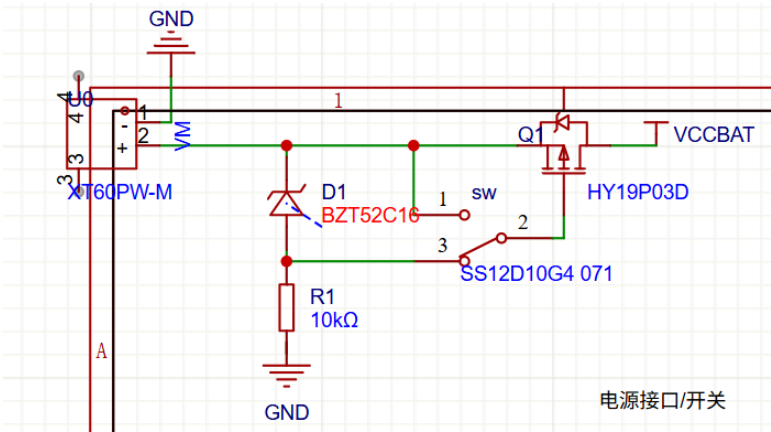 GND
4
U0
4
1
1
- 
2
+
VM
3
3
XT60PW-M
Q1
VCCBAT
HY19P03D
D1
BZT52C16
1
sw
2
3
SS12D10G4 071
R1
10kΩ
A
GND
电源接口/开关